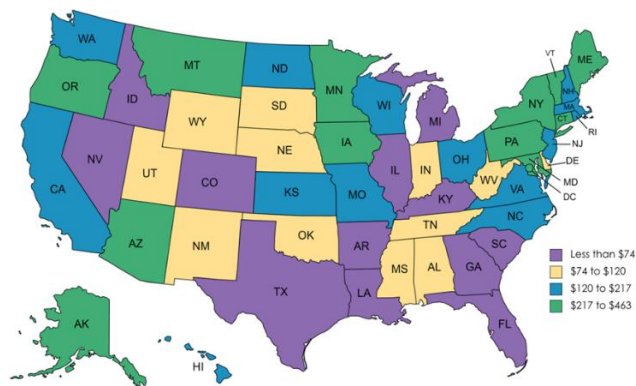 WA
MT
ND
MN
VT
ME
OR
ID
WY
SD
WI
MI
NY
NH
MA
CT
RI
NV
UT
NE
IA
PA
NJ
CA
CO
KS
MO
IL
IN
OH
WV
VA
DE
MD
DC
KY
NC
AZ
NM
OK
AR
TN
SC
TX
LA
MS
AL
GA
FL
AK
HI
Less than $74
$74 to $120
$120 to $217
$217 to $463